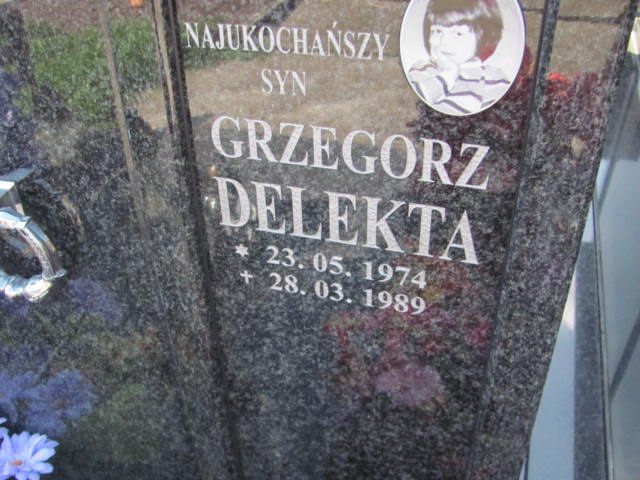 NAJUKOCHAŃSZY
SYN
GRZEGORZ
DELEKTA
* 23. 05. 1974
+ 28. 03. 1989